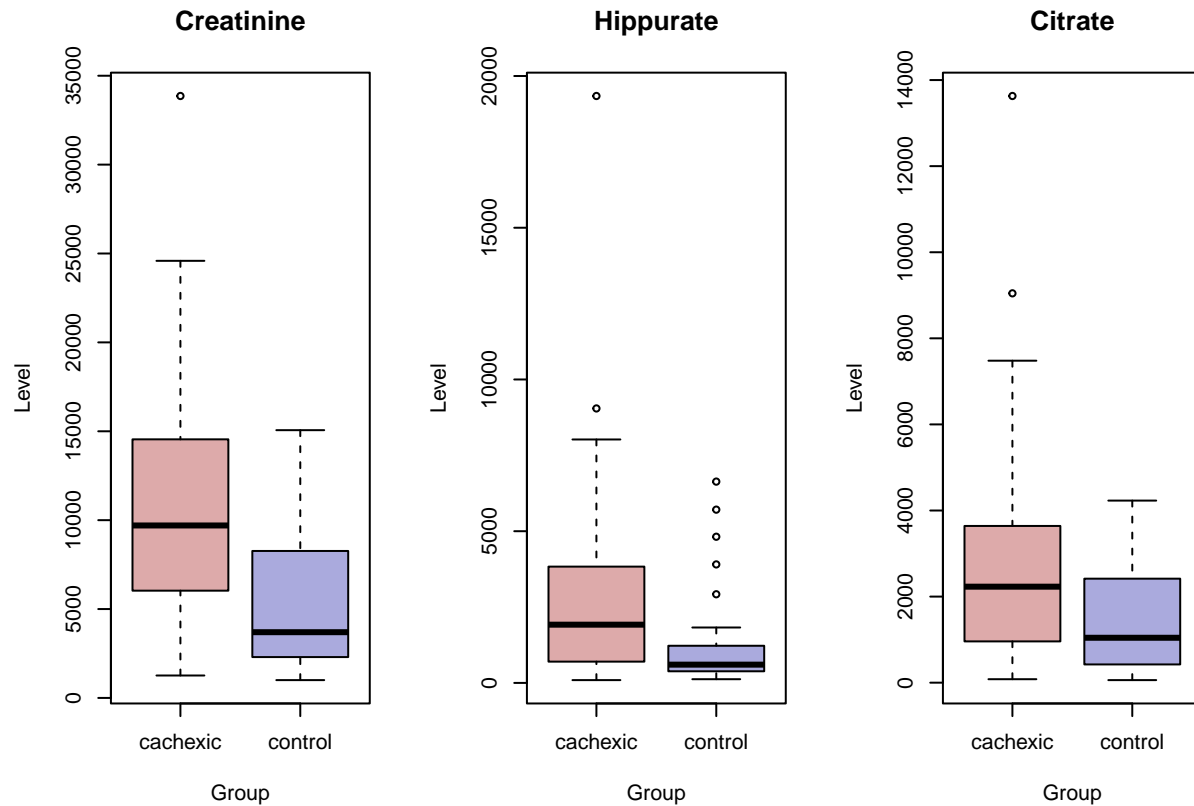 Creatinine
35000
30000
25000
20000
15000
10000
5000
0
Level
cachexic control
Group
Hippurate
20000
15000
10000
5000
0
Level
cachexic control
Group
Citrate
14000
12000
10000
8000
6000
4000
2000
0
Level
cachexic control
Group